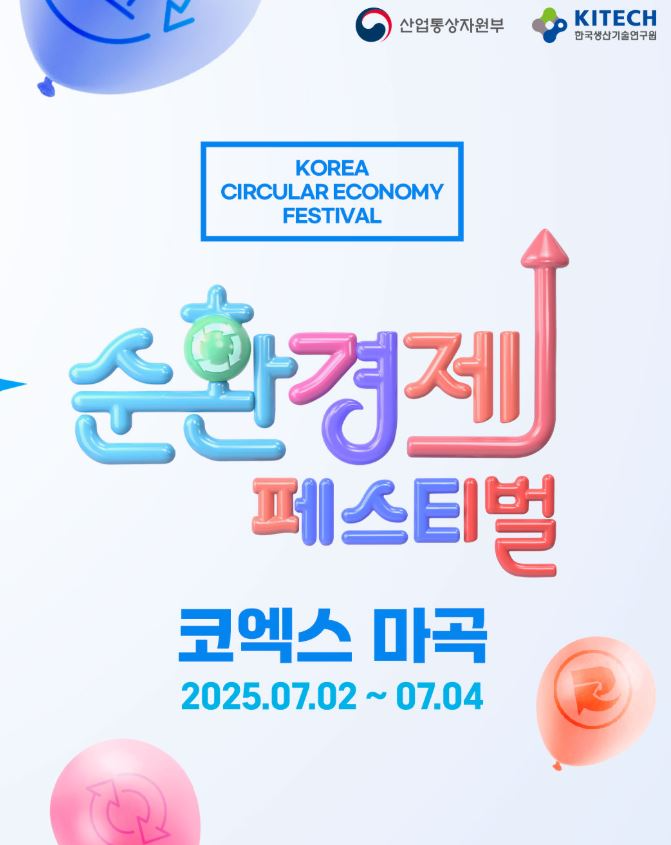 산업통상자원부
KITECH
한국생산기술연구원
KOREA
CIRCULAR ECONOMY
FESTIVAL
순환경제
페스티벌
코엑스 마곡
2025.07.02 ~ 07.04